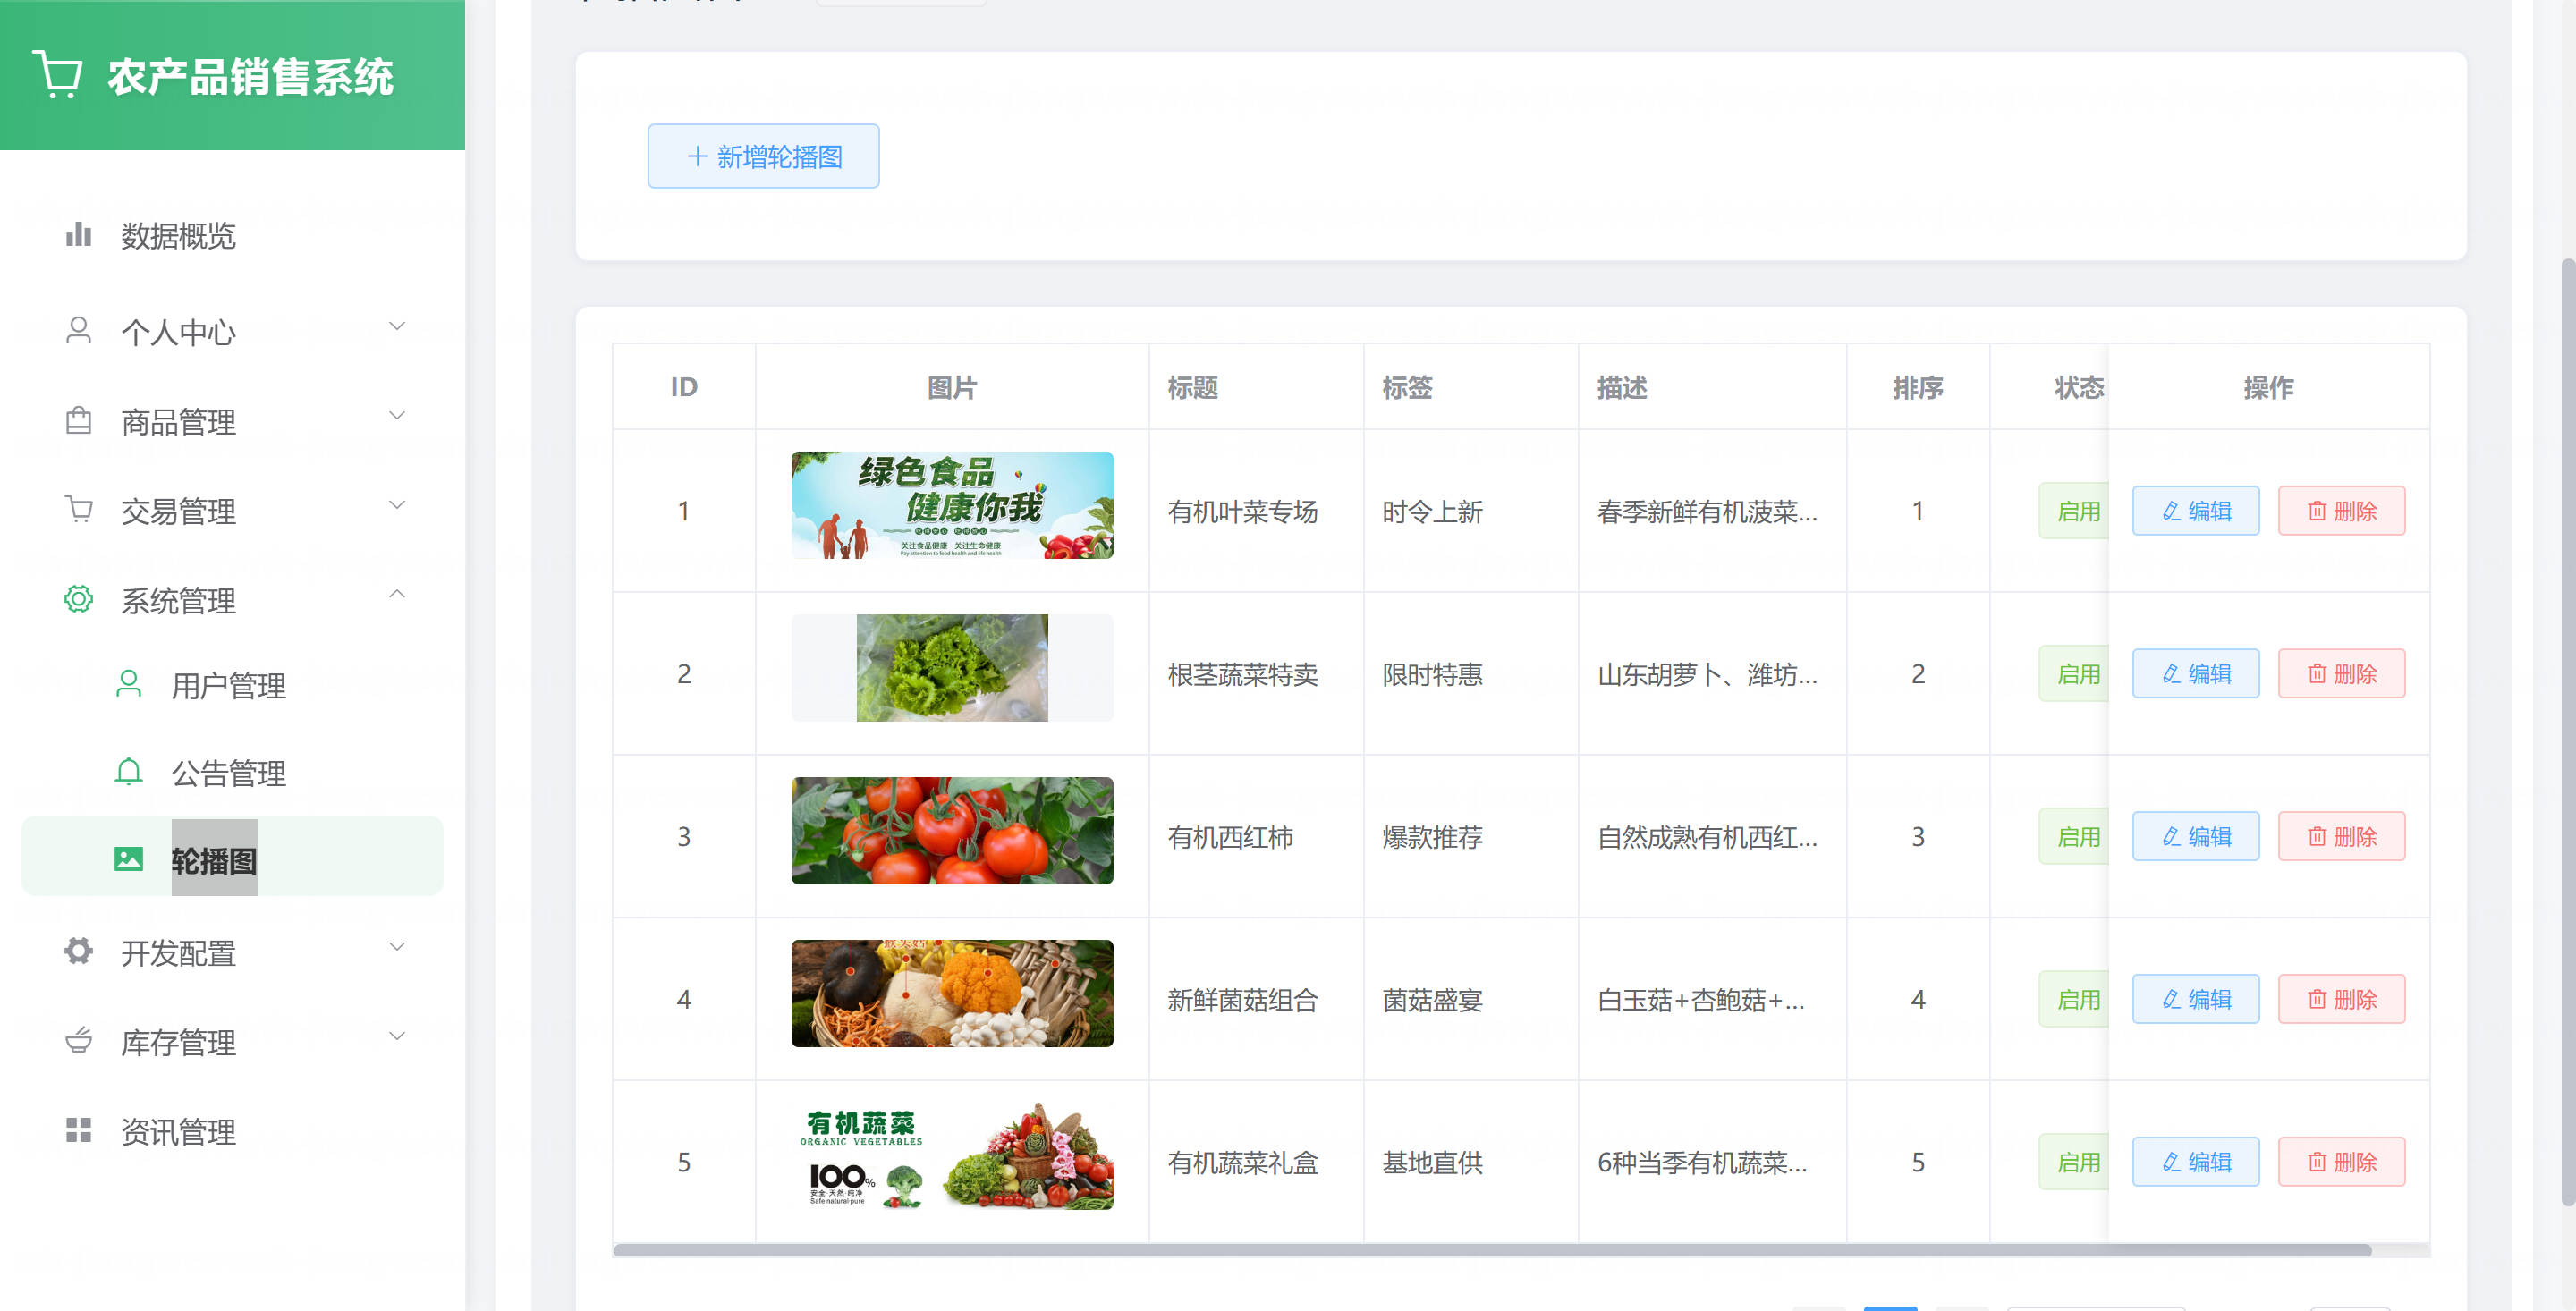 农产品销售系统
数据概览
个人中心
商品管理
交易管理
系统管理
用户管理
公告管理
轮播图
开发配置
库存管理
资讯管理
新增轮播图
ID 图片 标题 标签 描述 排序 状态 操作
1 有机叶菜专场 时令上新 春季新鲜有机菠菜... 1 启用 编辑 删除
绿色食品
健康你我
关注食品健康 关注生命健康
Pay attention to food health and life health
2 根茎蔬菜特卖 限时特惠 山东胡萝卜、潍坊... 2 启用 编辑 删除
3 有机西红柿 爆款推荐 自然成熟有机西红... 3 启用 编辑 删除
4 新鲜菌菇组合 菌菇盛宴 白玉菇+杏鲍菇+... 4 启用 编辑 删除
5 有机蔬菜礼盒 基地直供 6种当季有机蔬菜... 5 启用 编辑 删除
有机蔬菜
ORGANIC VEGETABLES
100%
安全·天然·纯净
Safe natural pure